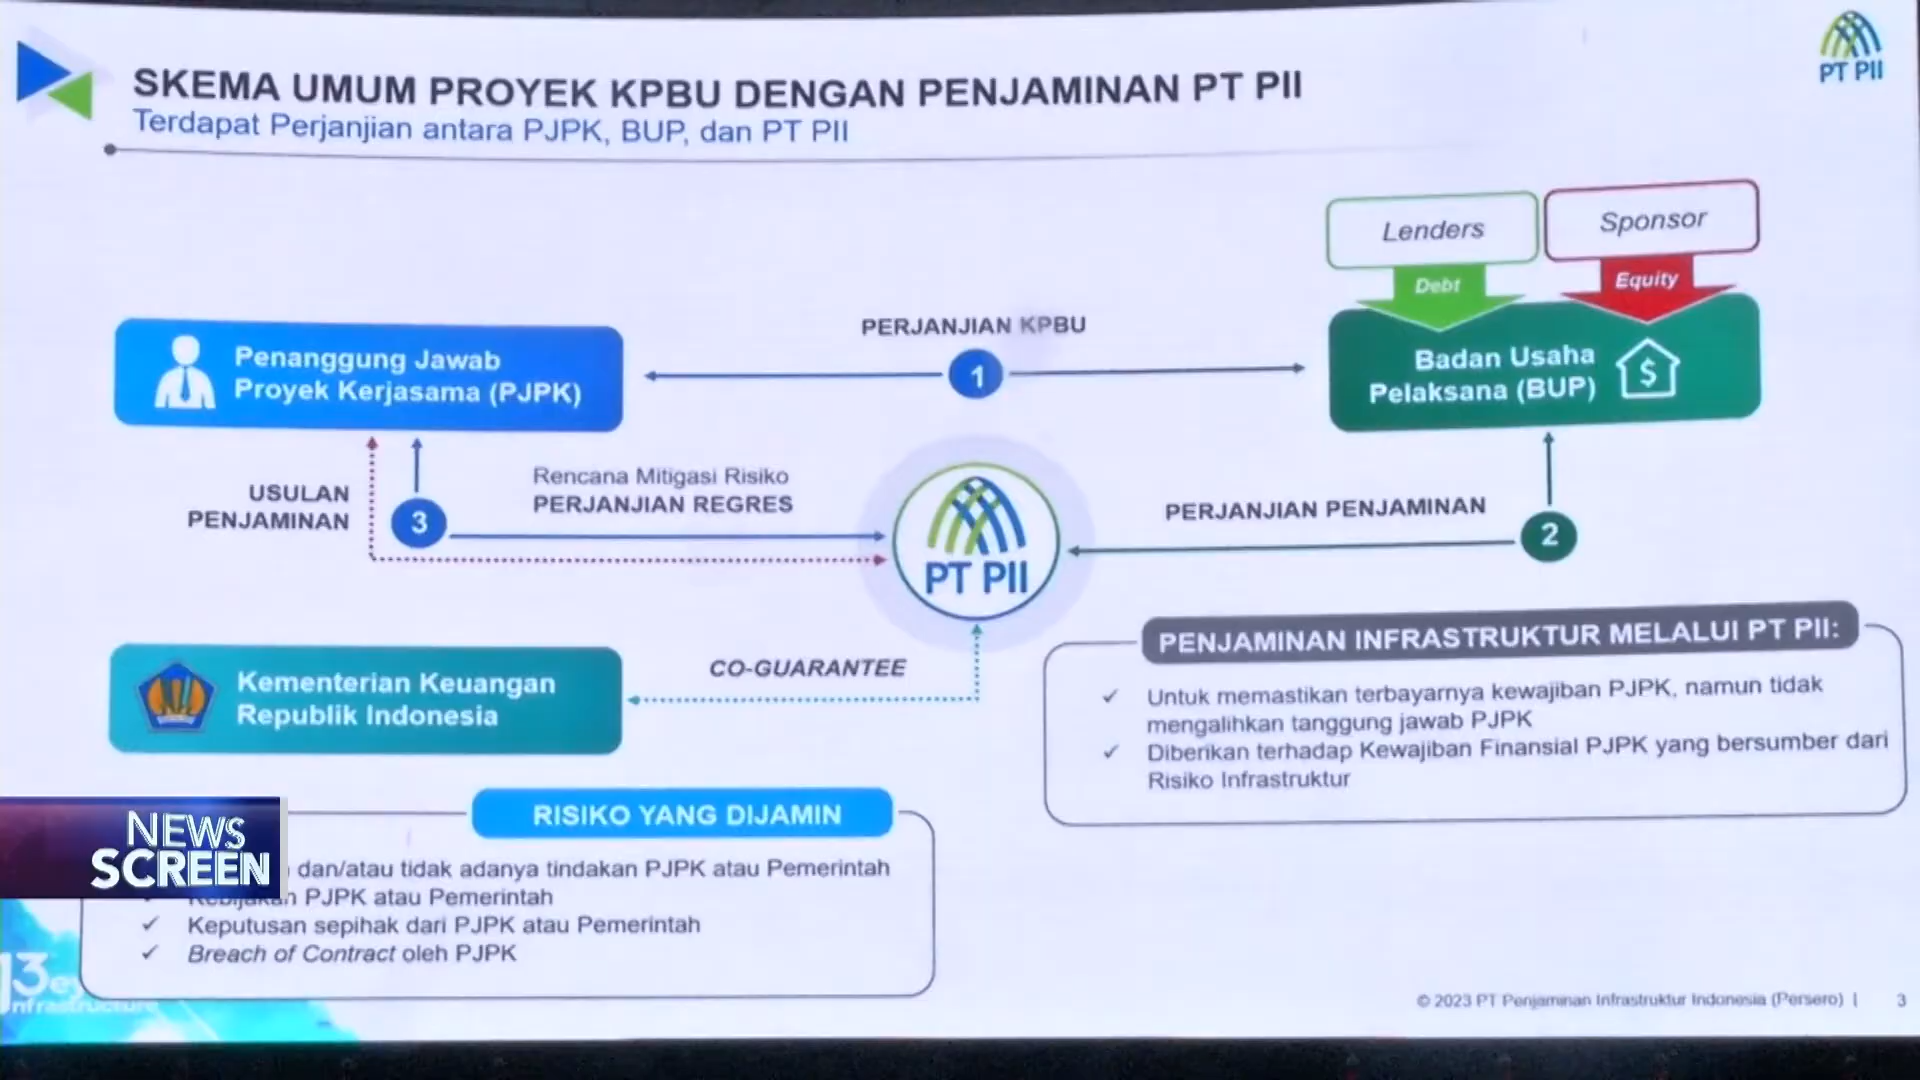 SKEMA UMUM PROYEK KPBU DENGAN PENJAMINAN PT PII
Terdapat Perjanjian antara PJPK, BUP, dan PT PII
PT PII
Lenders
Sponsor
Debt
Equity
Penanggung Jawab
Proyek Kerjasama (PJPK)
PERJANJIAN KPBU
1
Badan Usaha
Pelaksana (BUP)
$
USULAN
PENJAMINAN
3
Rencana Mitigasi Risiko
PERJANJIAN REGRES
PT PII
PERJANJIAN PENJAMINAN
2
Kementerian Keuangan
Republik Indonesia
CO-GUARANTEE
PENJAMINAN INFRASTRUKTUR MELALUI PT PII:
Untuk memastikan terbayarnya kewajiban PJPK, namun tidak
mengalihkan tanggung jawab PJPK
Diberikan terhadap Kewajiban Finansial PJPK yang bersumber dari
Risiko Infrastruktur
RISIKO YANG DIJAMIN
dan/atau tidak adanya tindakan PJPK atau Pemerintah
Kebijakan PJPK atau Pemerintah
Keputusan sepihak dari PJPK atau Pemerintah
Breach of Contract oleh PJPK
NEWS
SCREEN
13
Infrastructure
© 2023 PT Penjaminan Infrastruktur Indonesia (Persero) | 3